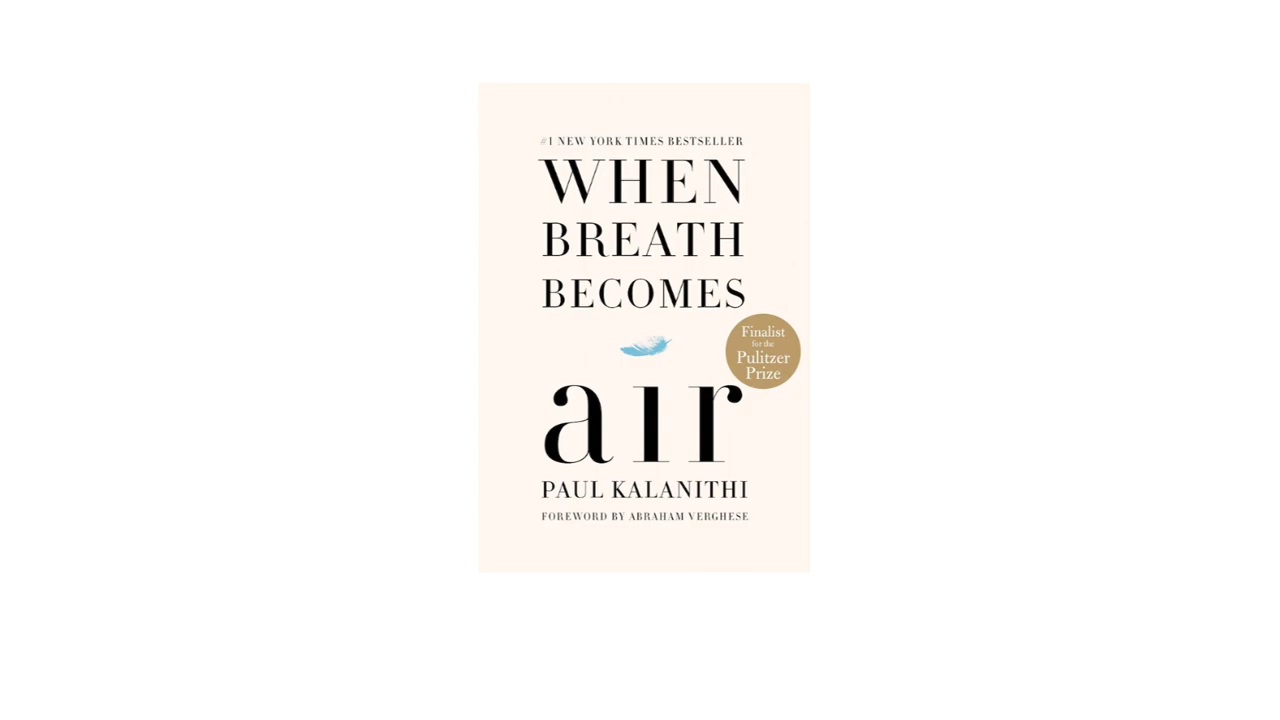 #1 NEW YORK TIMES BESTSELLER
WHEN
BREATH
BECOMES
Finalist
for the
Pulitzer
Prize
air
PAUL KALANITHI
FOREWORD BY ABRAHAM VERGHESE